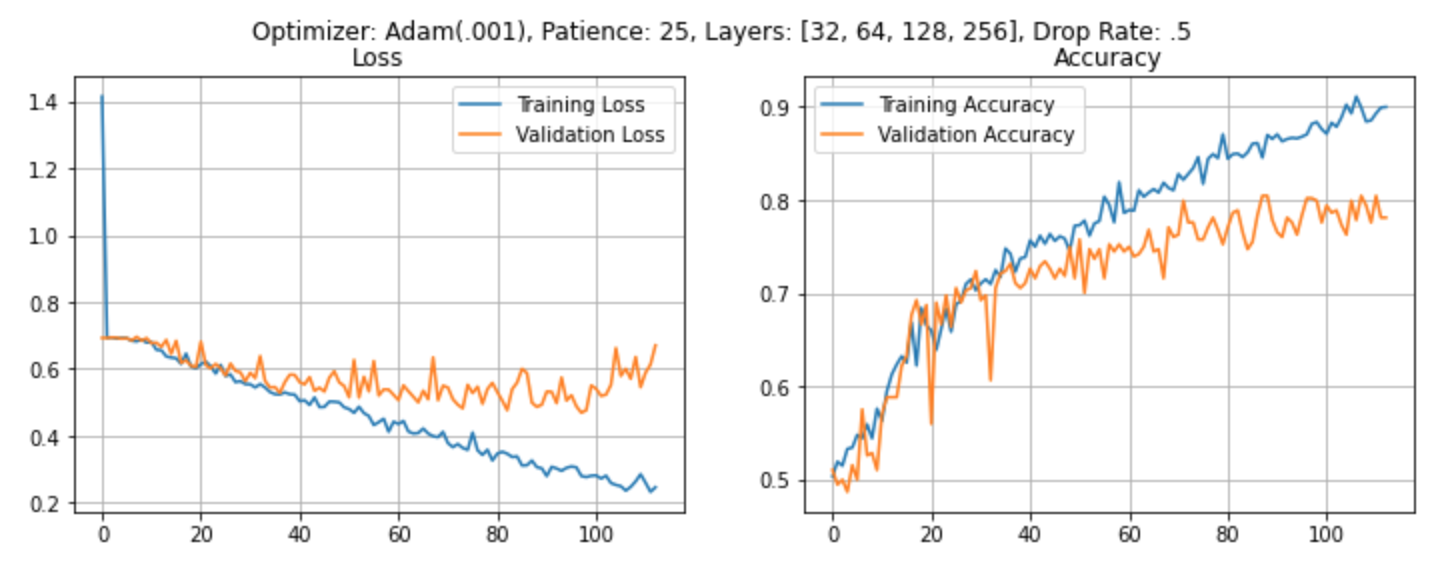 Optimizer: Adam(.001), Patience: 25, Layers: [32, 64, 128, 256], Drop Rate: .5
Loss
1.4
1.2
1.0
0.8
0.6
0.4
0.2
0 20 40 60 80 100
Training Loss
Validation Loss
Accuracy
0.9
0.8
0.7
0.6
0.5
0 20 40 60 80 100
Training Accuracy
Validation Accuracy